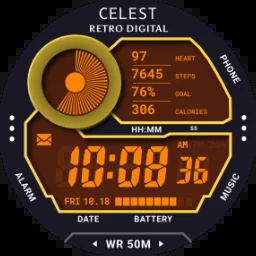 CELEST
RETRO DIGITAL
97 HEART
7645 STEPS
76% GOAL
306 CALORIES
PHONE
HH:MM SS
10:08 AM 36
FRI 10.18
ALARM
MUSIC
DATE BATTERY
WR 50M